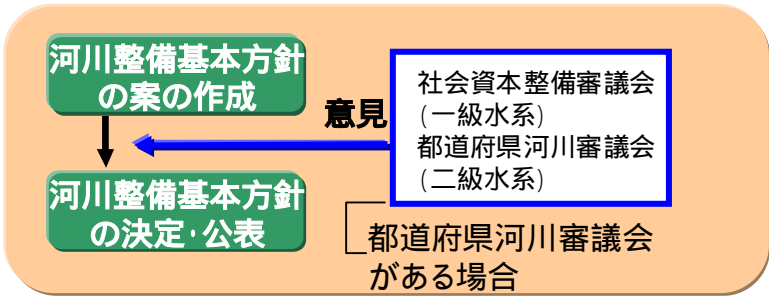 河川整備基本方針
の案の作成
意見
社会資本整備審議会
(一級水系)
都道府県河川審議会
(二級水系)
河川整備基本方針
の決定・公表
都道府県河川審議会
がある場合